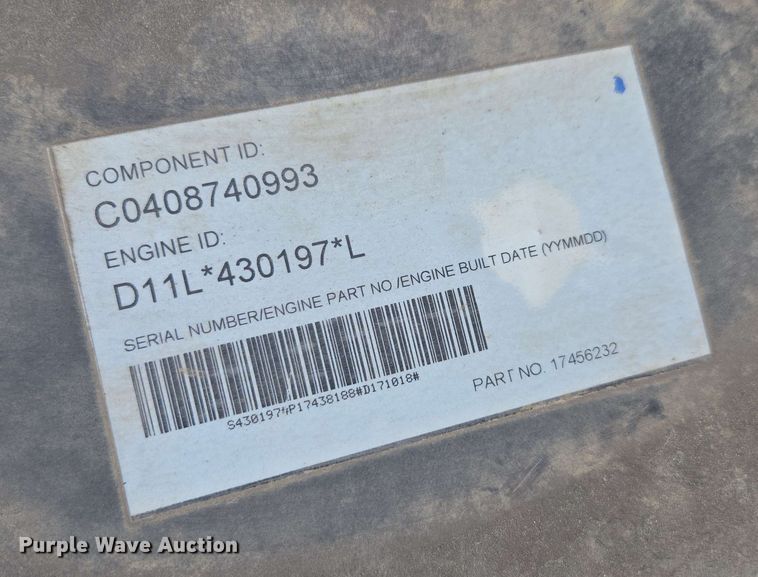 COMPONENT ID:
C0408740993
ENGINE ID:
D11L*430197*L
SERIAL NUMBER/ENGINE PART NO /ENGINE BUILT DATE (YYMMDD)
S430197#P17438188#D171018#
PART NO. 17456232
Purple Wave Auction